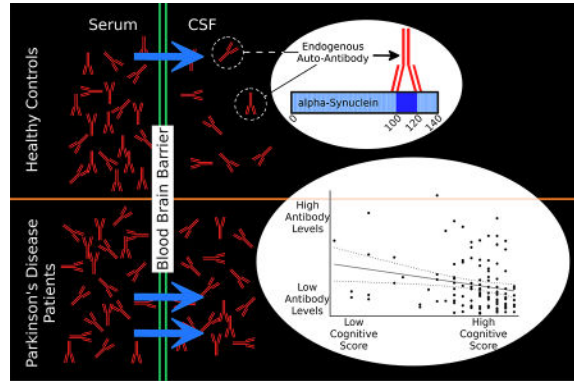 Serum
CSF
Healthy Controls
Endogenous
Auto-Antibody
alpha-Synuclein
0
100
120
140
Blood Brain Barrier
Parkinson's Disease
Patients
High
Antibody
Levels
Low
Antibody
Levels
Low
Cognitive
Score
High
Cognitive
Score